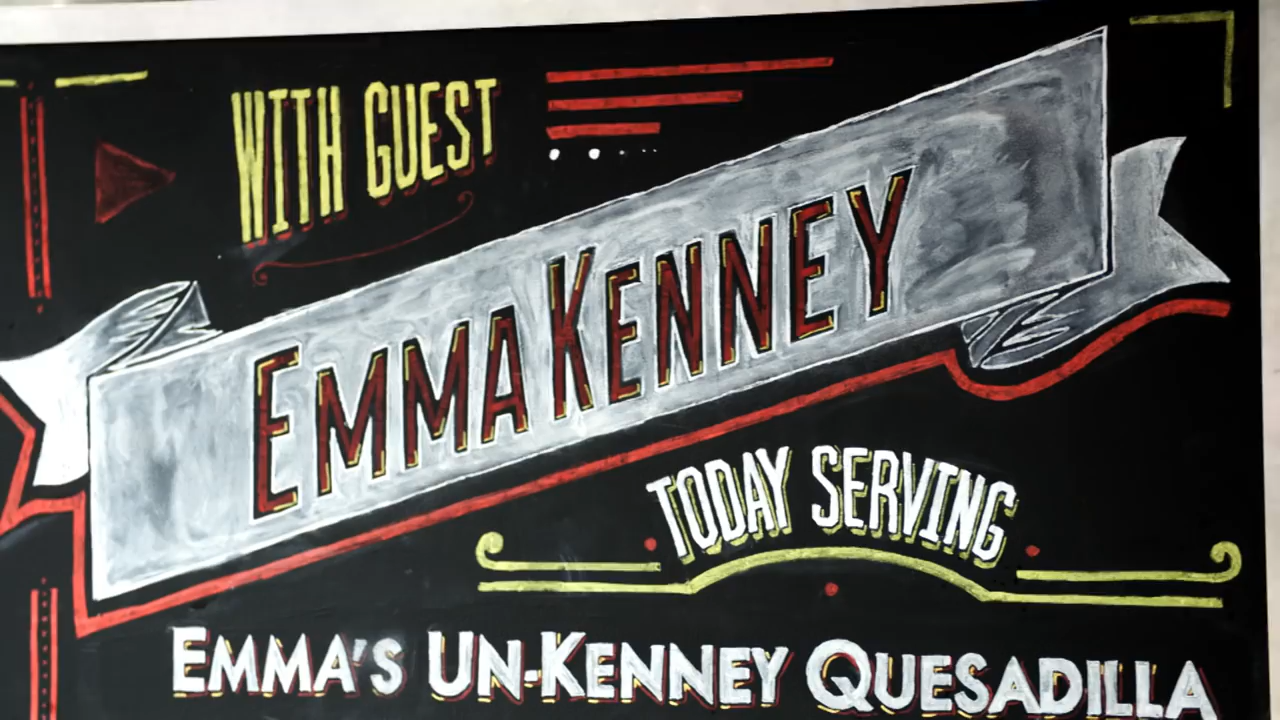 WITH GUEST
EMMA KENNEY
TODAY SERVING
EMMA'S UN-KENNEY QUESADILLA